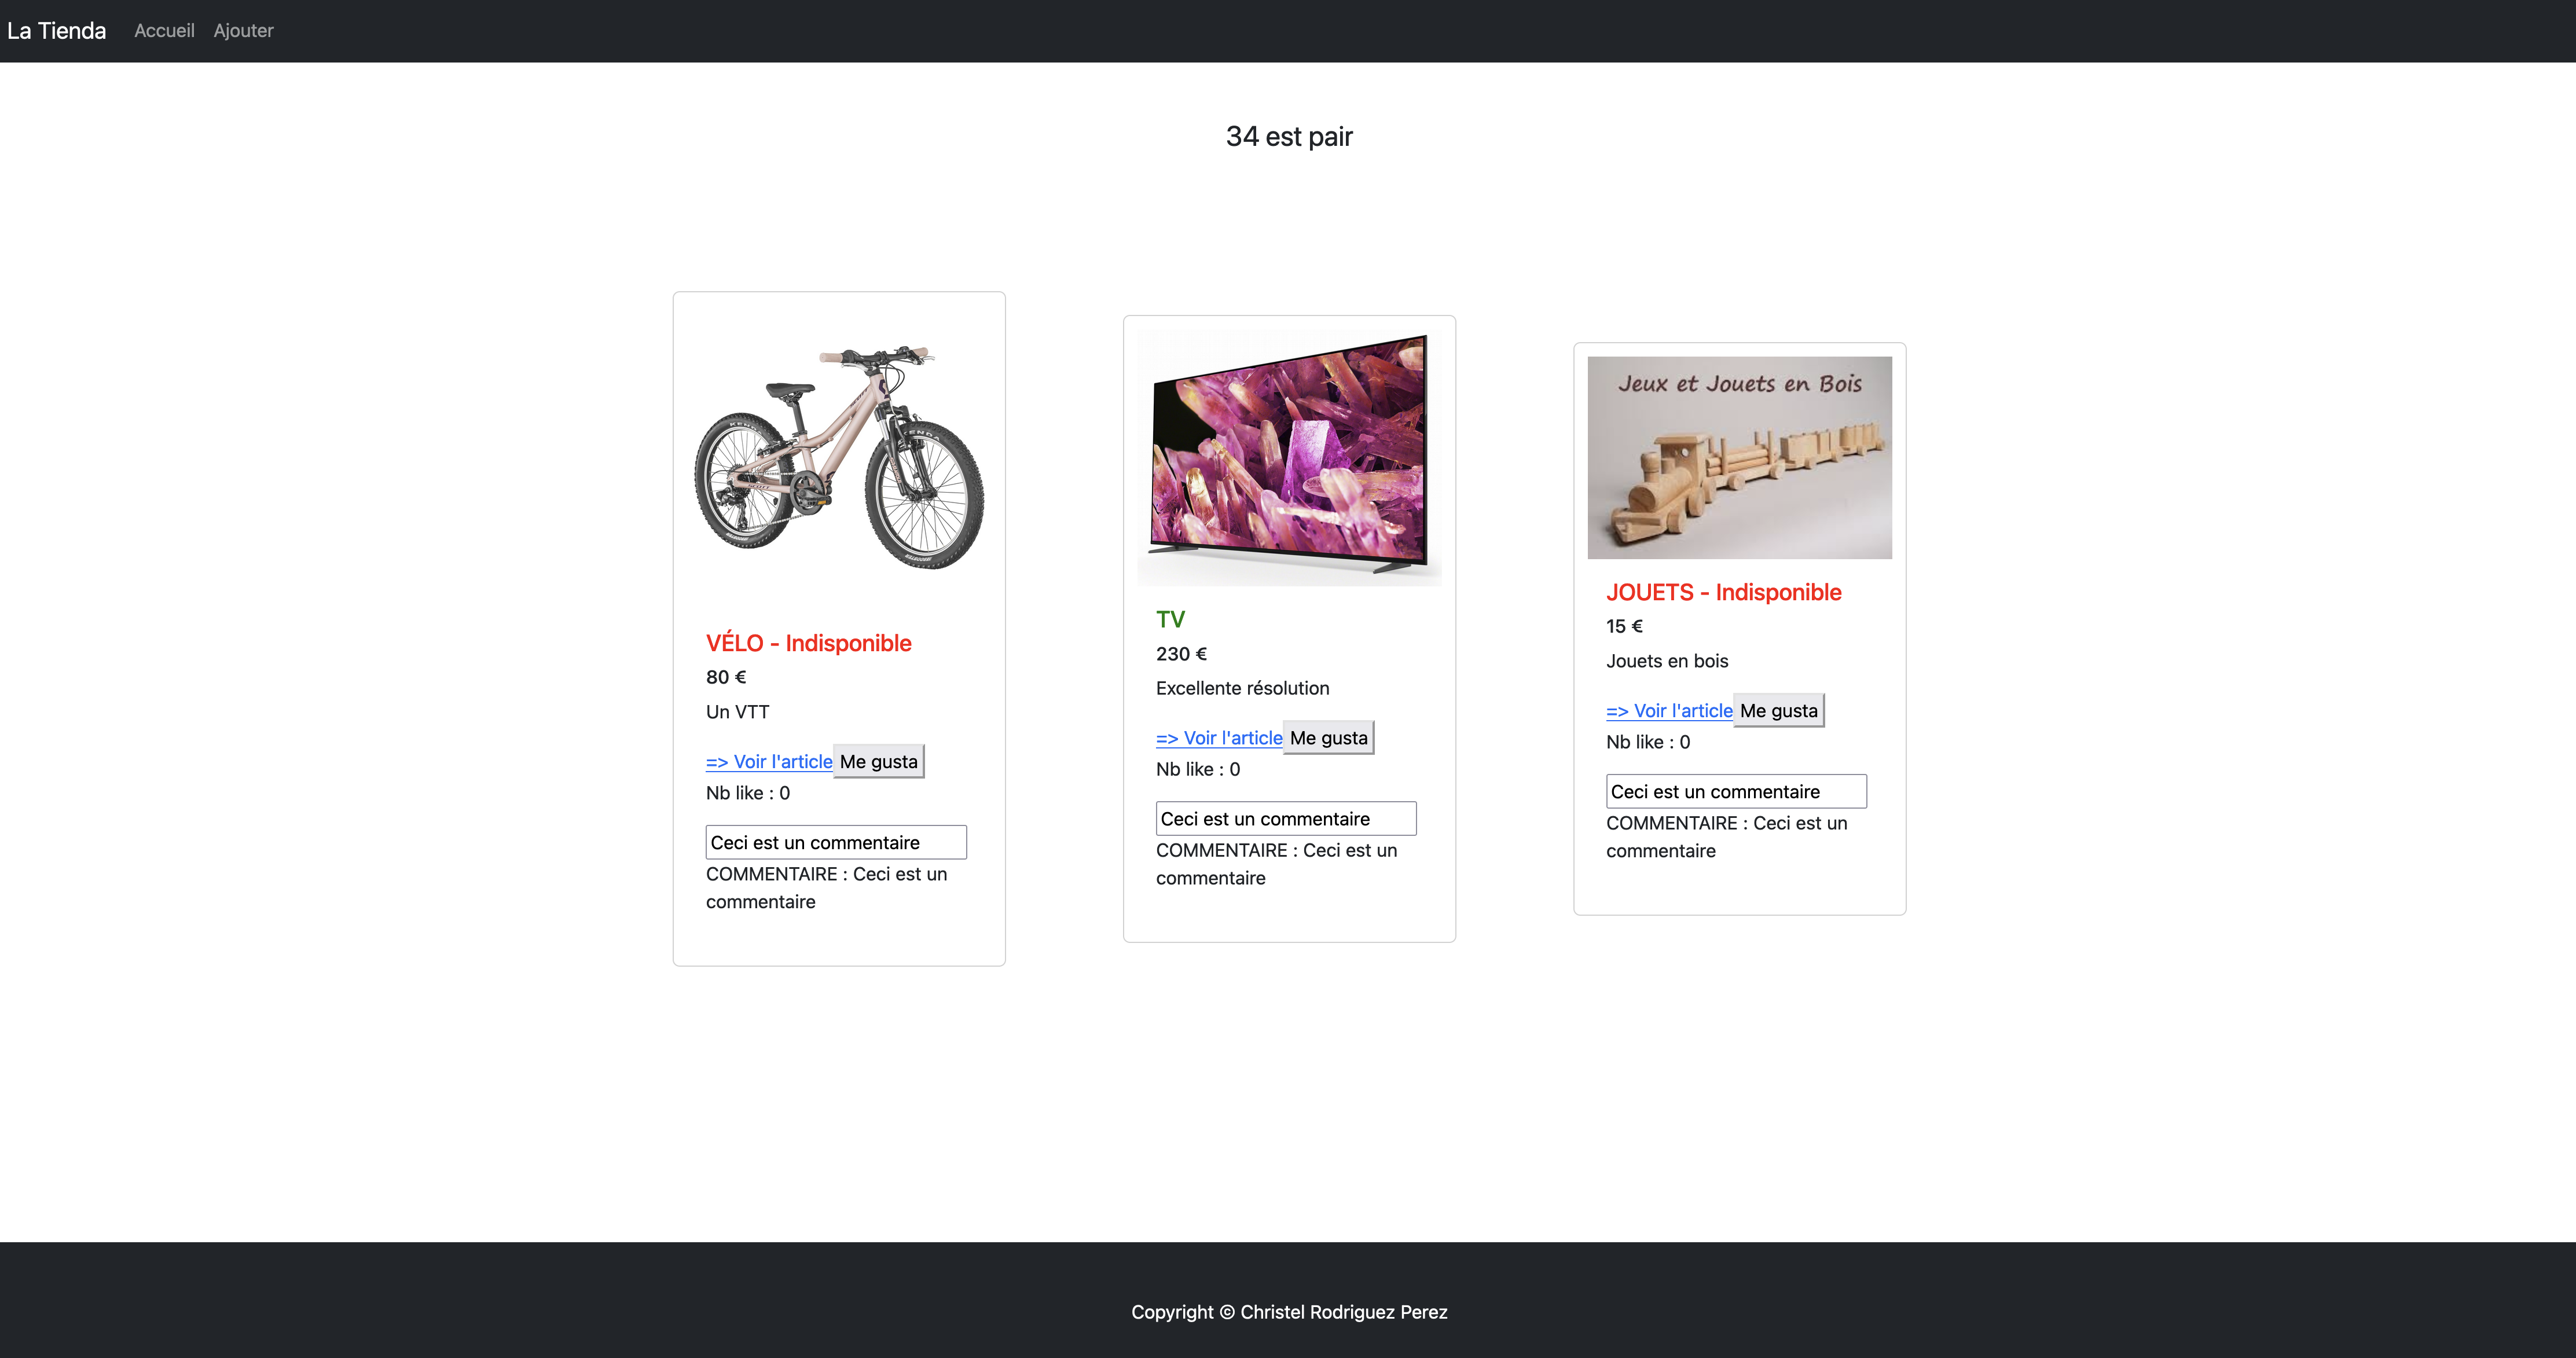 La Tienda Accueil Ajouter
34 est pair
VÉLO - Indisponible
80 €
Un VTT
=> Voir l'article Me gusta
Nb like : 0
Ceci est un commentaire
COMMENTAIRE : Ceci est un
commentaire
TV
230 €
Excellente résolution
=> Voir l'article Me gusta
Nb like : 0
Ceci est un commentaire
COMMENTAIRE : Ceci est un
commentaire
Jeux et Jouets en Bois
JOUETS - Indisponible
15 €
Jouets en bois
=> Voir l'article Me gusta
Nb like : 0
Ceci est un commentaire
COMMENTAIRE : Ceci est un
commentaire
Copyright © Christel Rodriguez Perez